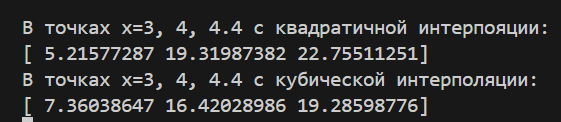 В точках x=3, 4, 4.4 с квадратичной интерпояции:
[ 5.21577287 19.31987382 22.75511251]
В точках x=3, 4, 4.4 с кубической интерполяции:
[ 7.36038647 16.42028986 19.28598776]